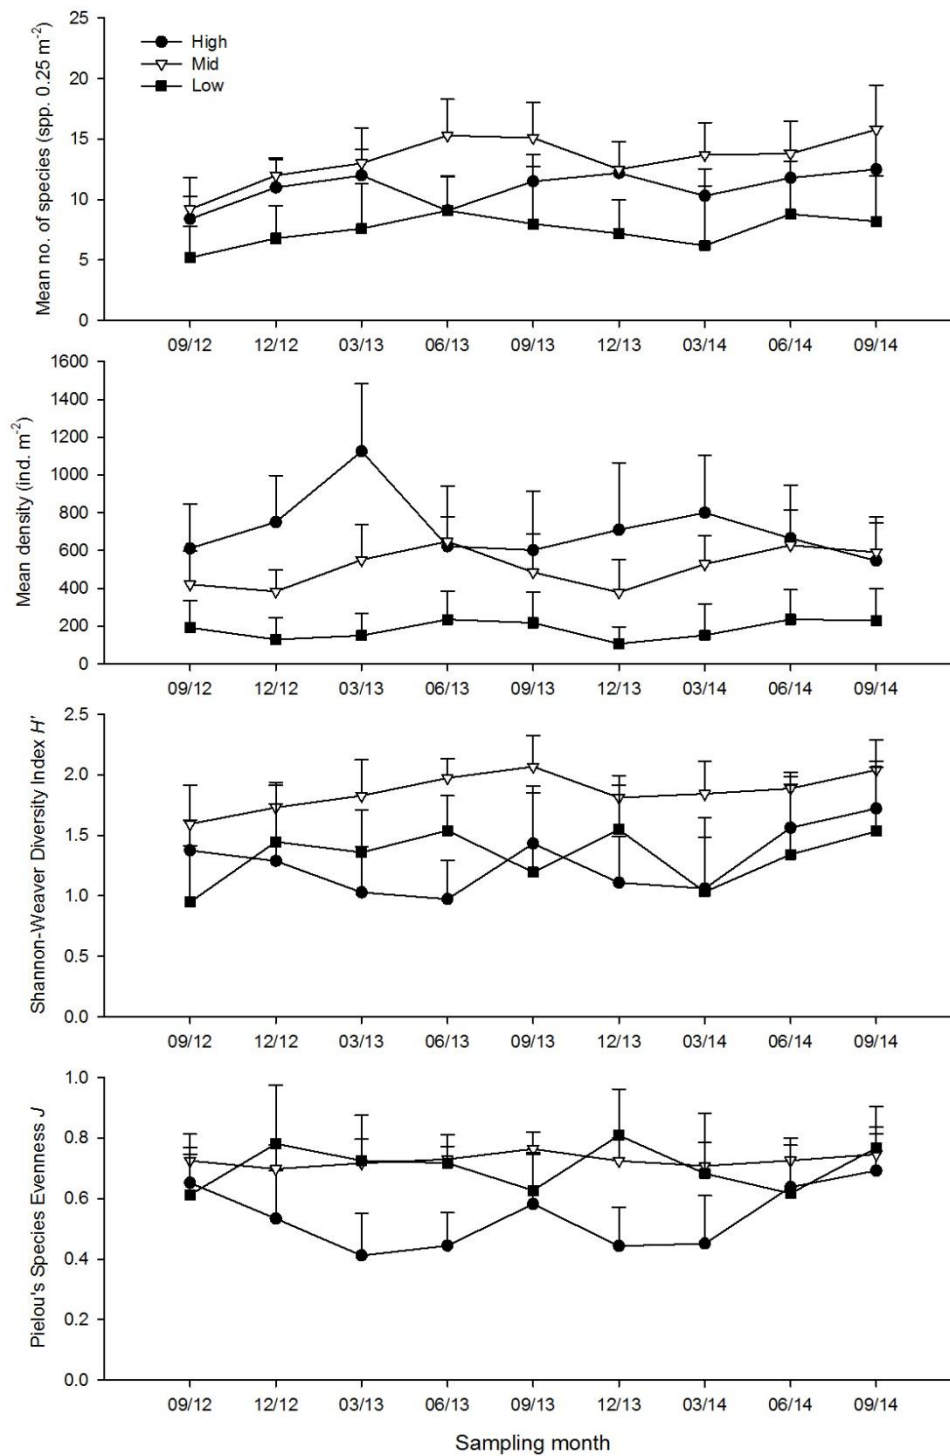 Mean no. of species (spp. 0.25 m-2)
25
20
15
10
5
0
High
Mid
Low
09/12 12/12 03/13 06/13 09/13 12/13 03/14 06/14 09/14
Mean density (ind. m-2)
1600
1400
1200
1000
800
600
400
200
0
09/12 12/12 03/13 06/13 09/13 12/13 03/14 06/14 09/14
Shannon-Weaver Diversity Index H'
2.5
2.0
1.5
1.0
0.5
0.0
09/12 12/12 03/13 06/13 09/13 12/13 03/14 06/14 09/14
Pielou's Species Evenness J
1.0
0.8
0.6
0.4
0.2
0.0
09/12 12/12 03/13 06/13 09/13 12/13 03/14 06/14 09/14
Sampling month